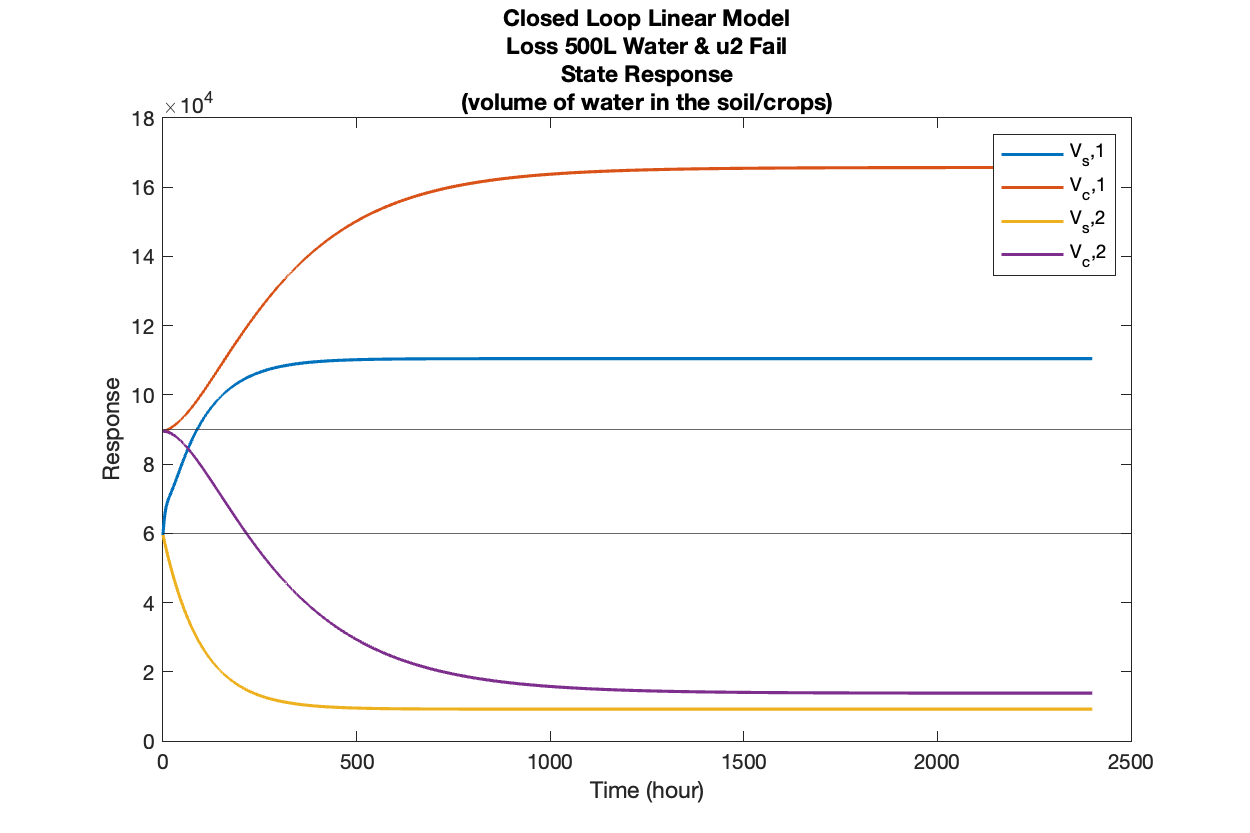 Closed Loop Linear Model
Loss 500L Water & u2 Fail
State Response
(volume of water in the soil/crops)
×10^4
18
16
14
12
10
8
6
4
2
0
Response
V_s,1
V_c,1
V_s,2
V_c,2
0 500 1000 1500 2000 2500
Time (hour)